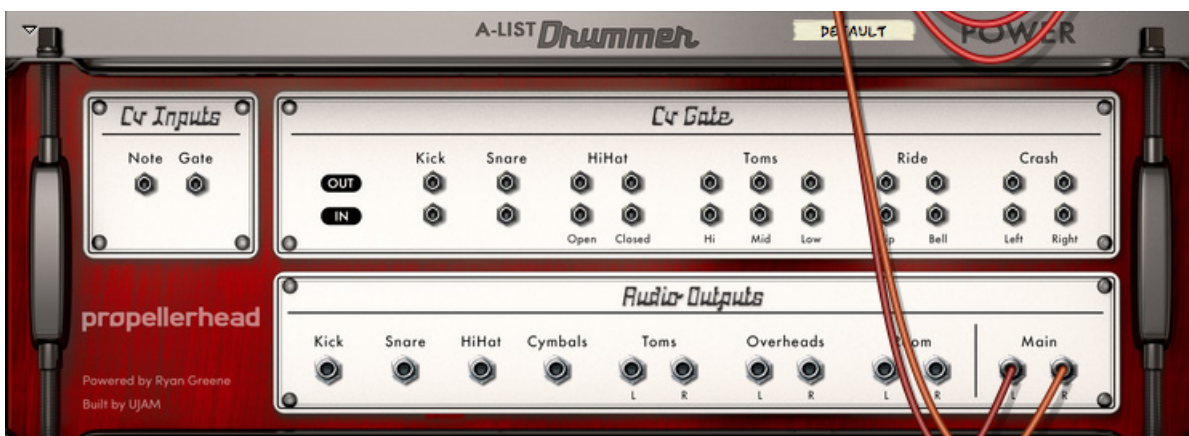 A-LIST Drummer
DEFAULT
POWER
Cv Inputs
Note Gate
Cv Gate
Kick Snare HiHat Toms Ride Crash
OUT
IN
Open Closed Hi Mid Low Bell Left Right
propellerhead
Powered by Ryan Greene
Built by UJAM
Audio Outputs
Kick Snare HiHat Cymbals Toms Overheads Room Main
L R L R L R L R